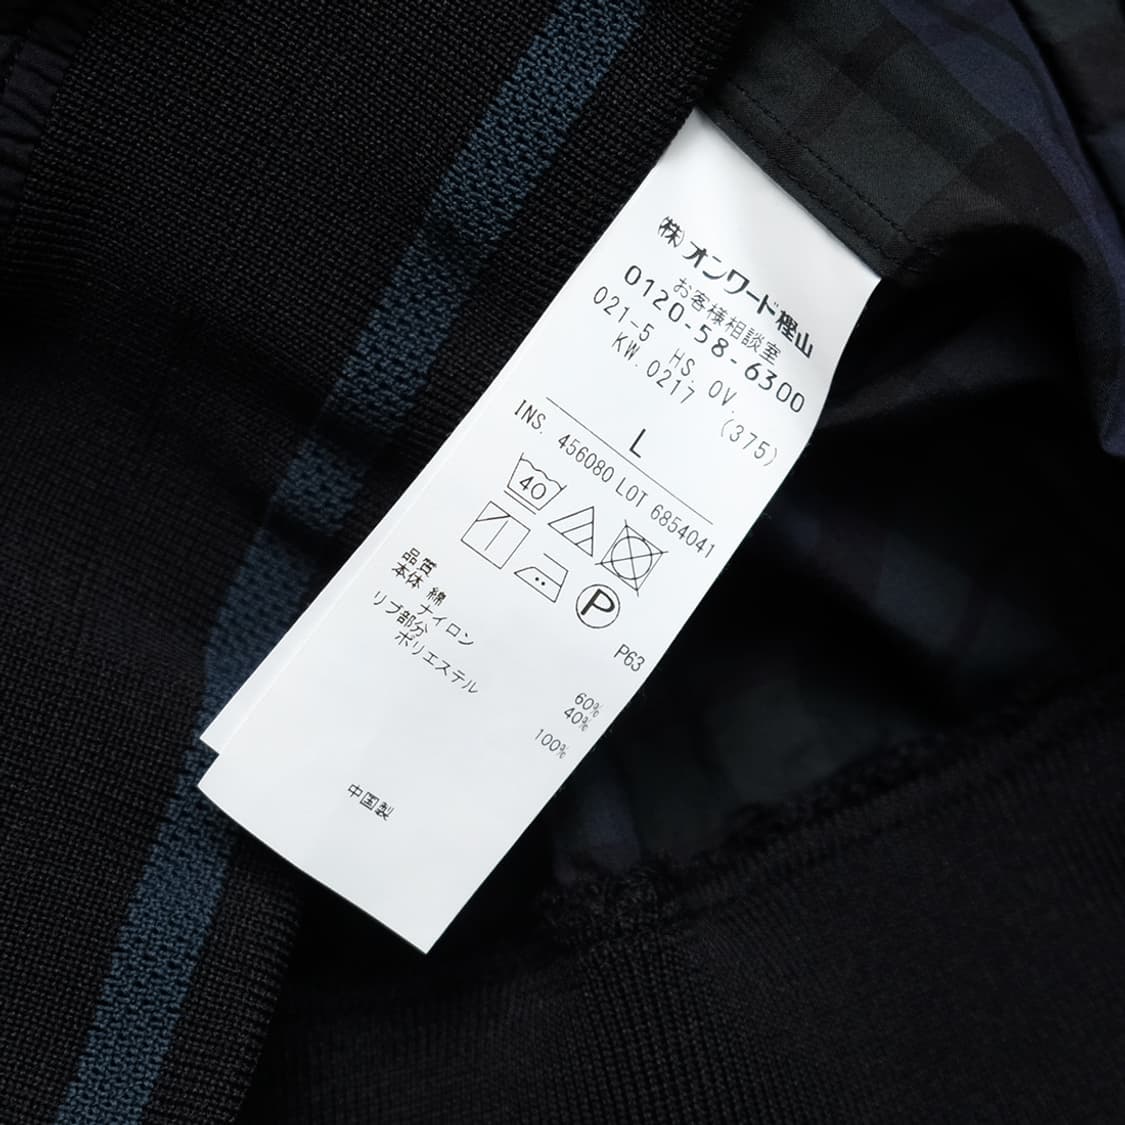 (株)オンワード樫山
お客様相談室
0120-58-6300
021-5 HS. OV.
KW. 0217 (375)
L
INS. 456080 LOT 6854041
40
P
P63
品質
本体 綿 60%
ナイロン 40%
リブ部分
ポリエステル 100%
中国製